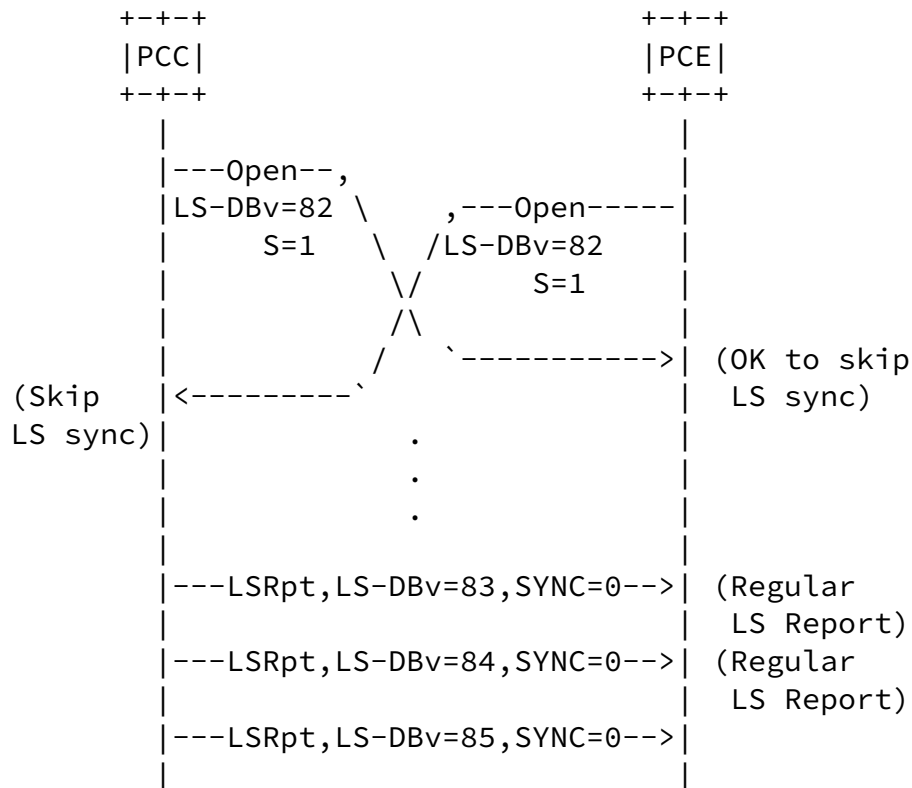 +-+-+                    +-+-+
|PCC|                    |PCE|
+-+-+                    +-+-+
  |                        |
  |---Open--,              |
  |LS-DBv=82 \    ,---Open-----|
  |    S=1    \  /LS-DBv=82    |
  |            \/     S=1      |
  |            /\              |
  |           /  `----------->| (OK to skip
(Skip |<---------`            |  LS sync)
LS sync)|          .          |
  |          .          |
  |          .          |
  |                        |
  |---LSRpt,LS-DBv=83,SYNC=0-->| (Regular
  |                        |  LS Report)
  |---LSRpt,LS-DBv=84,SYNC=0-->| (Regular
  |                        |  LS Report)
  |---LSRpt,LS-DBv=85,SYNC=0-->|
  |                        |